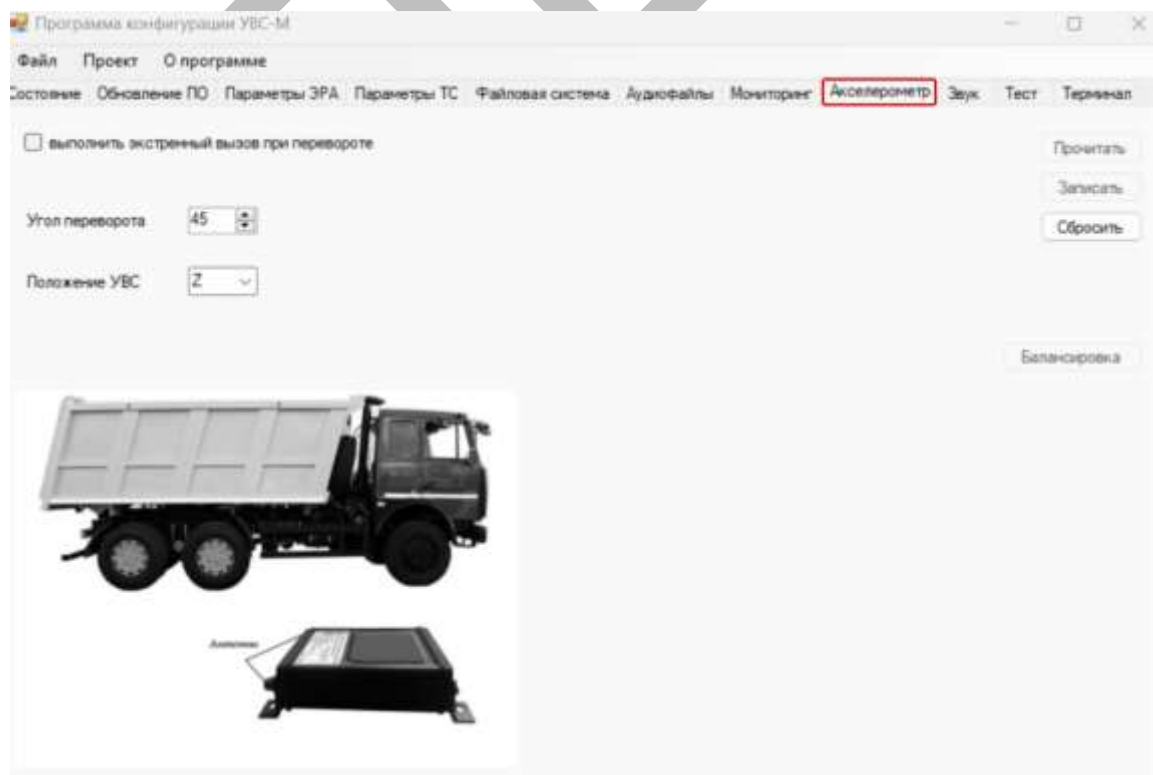 Программа конфигурации УВС-М
Файл Проект О программе
Состояние Обновление ПО Параметры ЭРА Параметры ТС Файловая система Аудиофайлы Мониторинг Акселерометр Звук Тест Терминал
выполнить экстренный вызов при перевороте
Прочитать
Записать
Угол переворота 45
Сбросить
Положение УВС Z
Балансировка
Антенны